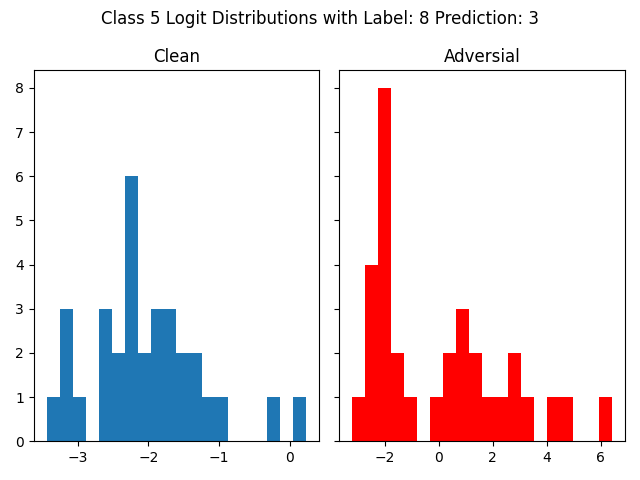 Class 5 Logit Distributions with Label: 8 Prediction: 3
Clean
Adversial
8
7
6
5
4
3
2
1
0
−3 −2 −1 0
−2 0 2 4 6